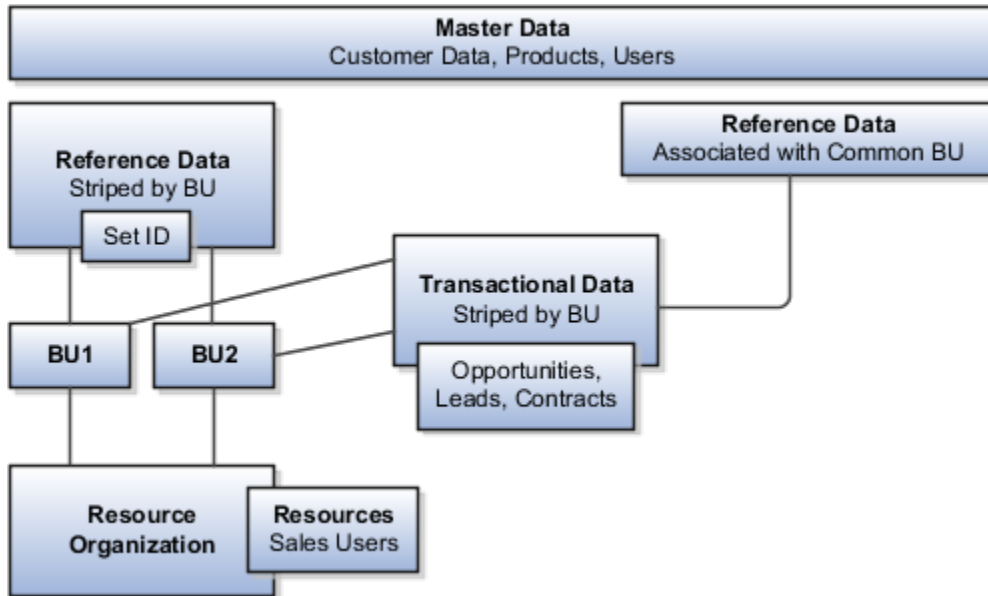 Master Data
Customer Data, Products, Users
Reference Data
Striped by BU
Set ID
Reference Data
Associated with Common BU
Transactional Data
Striped by BU
Opportunities,
Leads, Contracts
BU1
BU2
Resource
Organization
Resources
Sales Users